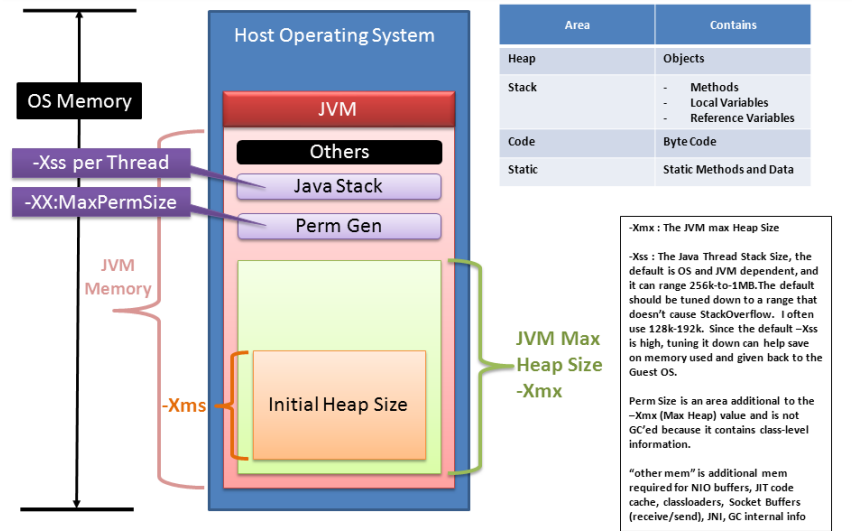 Host Operating System
OS Memory
JVM
Others
-Xss per Thread
Java Stack
-XX:MaxPermSize
Perm Gen
JVM
Memory
JVM Max
Heap Size
-Xmx
-Xms
Initial Heap Size
Area Contains
Heap Objects
Stack - Methods
- Local Variables
- Reference Variables
Code Byte Code
Static Static Methods and Data
-Xmx : The JVM max Heap Size
-Xss : The Java Thread Stack Size, the
default is OS and JVM dependent, and
it can range 256k-to-1MB.The default
should be tuned down to a range that
doesn't cause StackOverflow. I often
use 128k-192k. Since the default –Xss
is high, tuning it down can help save
on memory used and given back to the
Guest OS.
Perm Size is an area additional to the
–Xmx (Max Heap) value and is not
GC'ed because it contains class-level
information.
“other mem” is additional mem
required for NIO buffers, JIT code
cache, classloaders, Socket Buffers
(receive/send), JNI, GC internal info